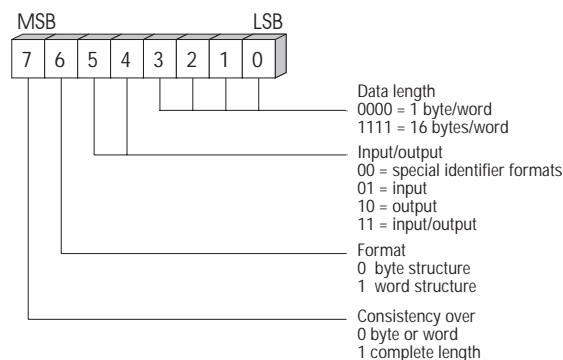 MSB LSB
7 6 5 4 3 2 1 0
Data length
0000 = 1 byte/word
1111 = 16 bytes/word
Input/output
00 = special identifier formats
01 = input
10 = output
11 = input/output
Format
0 byte structure
1 word structure
Consistency over
0 byte or word
1 complete length